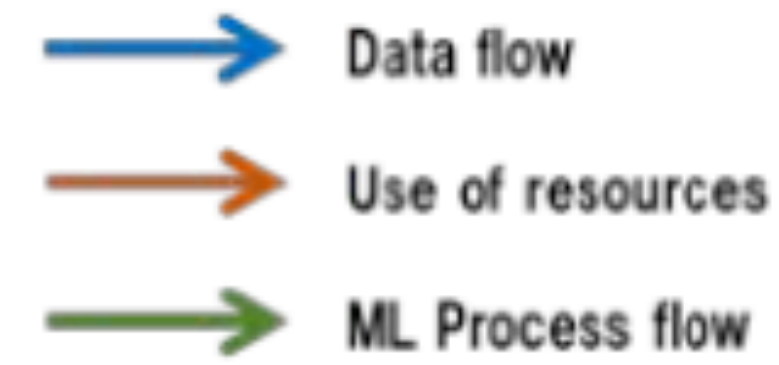 Data flow
Use of resources
ML Process flow